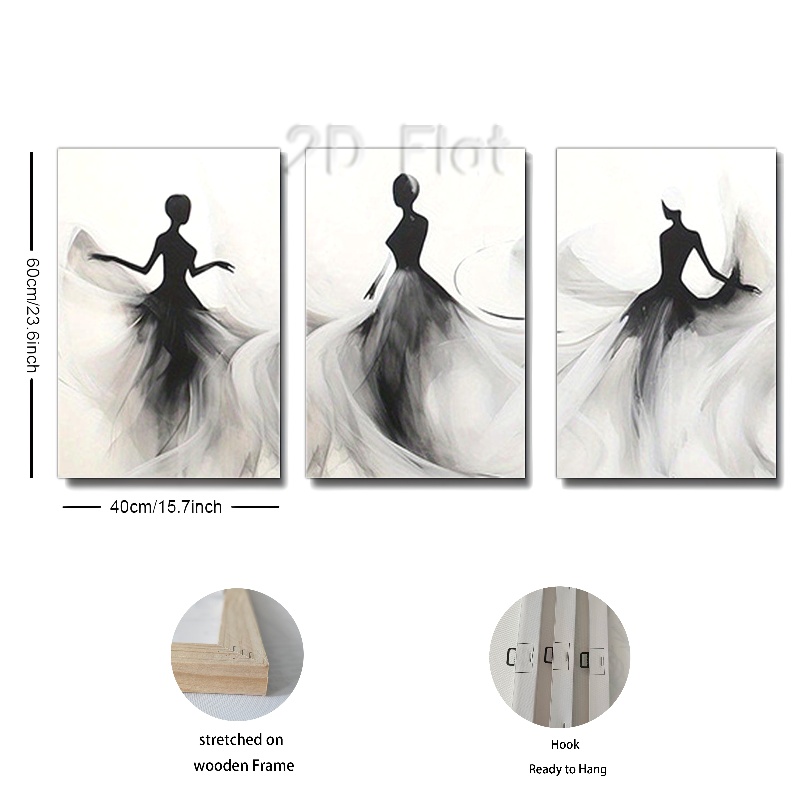 2D Flat
60cm/23.6inch
40cm/15.7inch
stretched on
wooden Frame
Hook
Ready to Hang